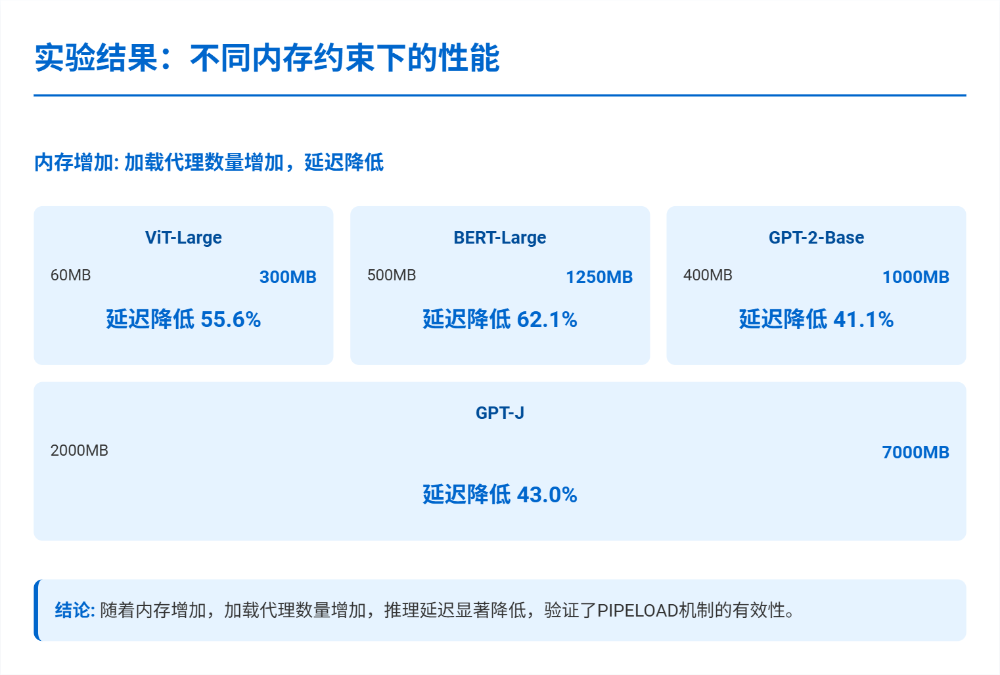 实验结果：不同内存约束下的性能
内存增加: 加载代理数量增加，延迟降低
ViT-Large
60MB 300MB
延迟降低 55.6%
BERT-Large
500MB 1250MB
延迟降低 62.1%
GPT-2-Base
400MB 1000MB
延迟降低 41.1%
GPT-J
2000MB 7000MB
延迟降低 43.0%
结论: 随着内存增加，加载代理数量增加，推理延迟显著降低，验证了PIPELOAD机制的有效性。